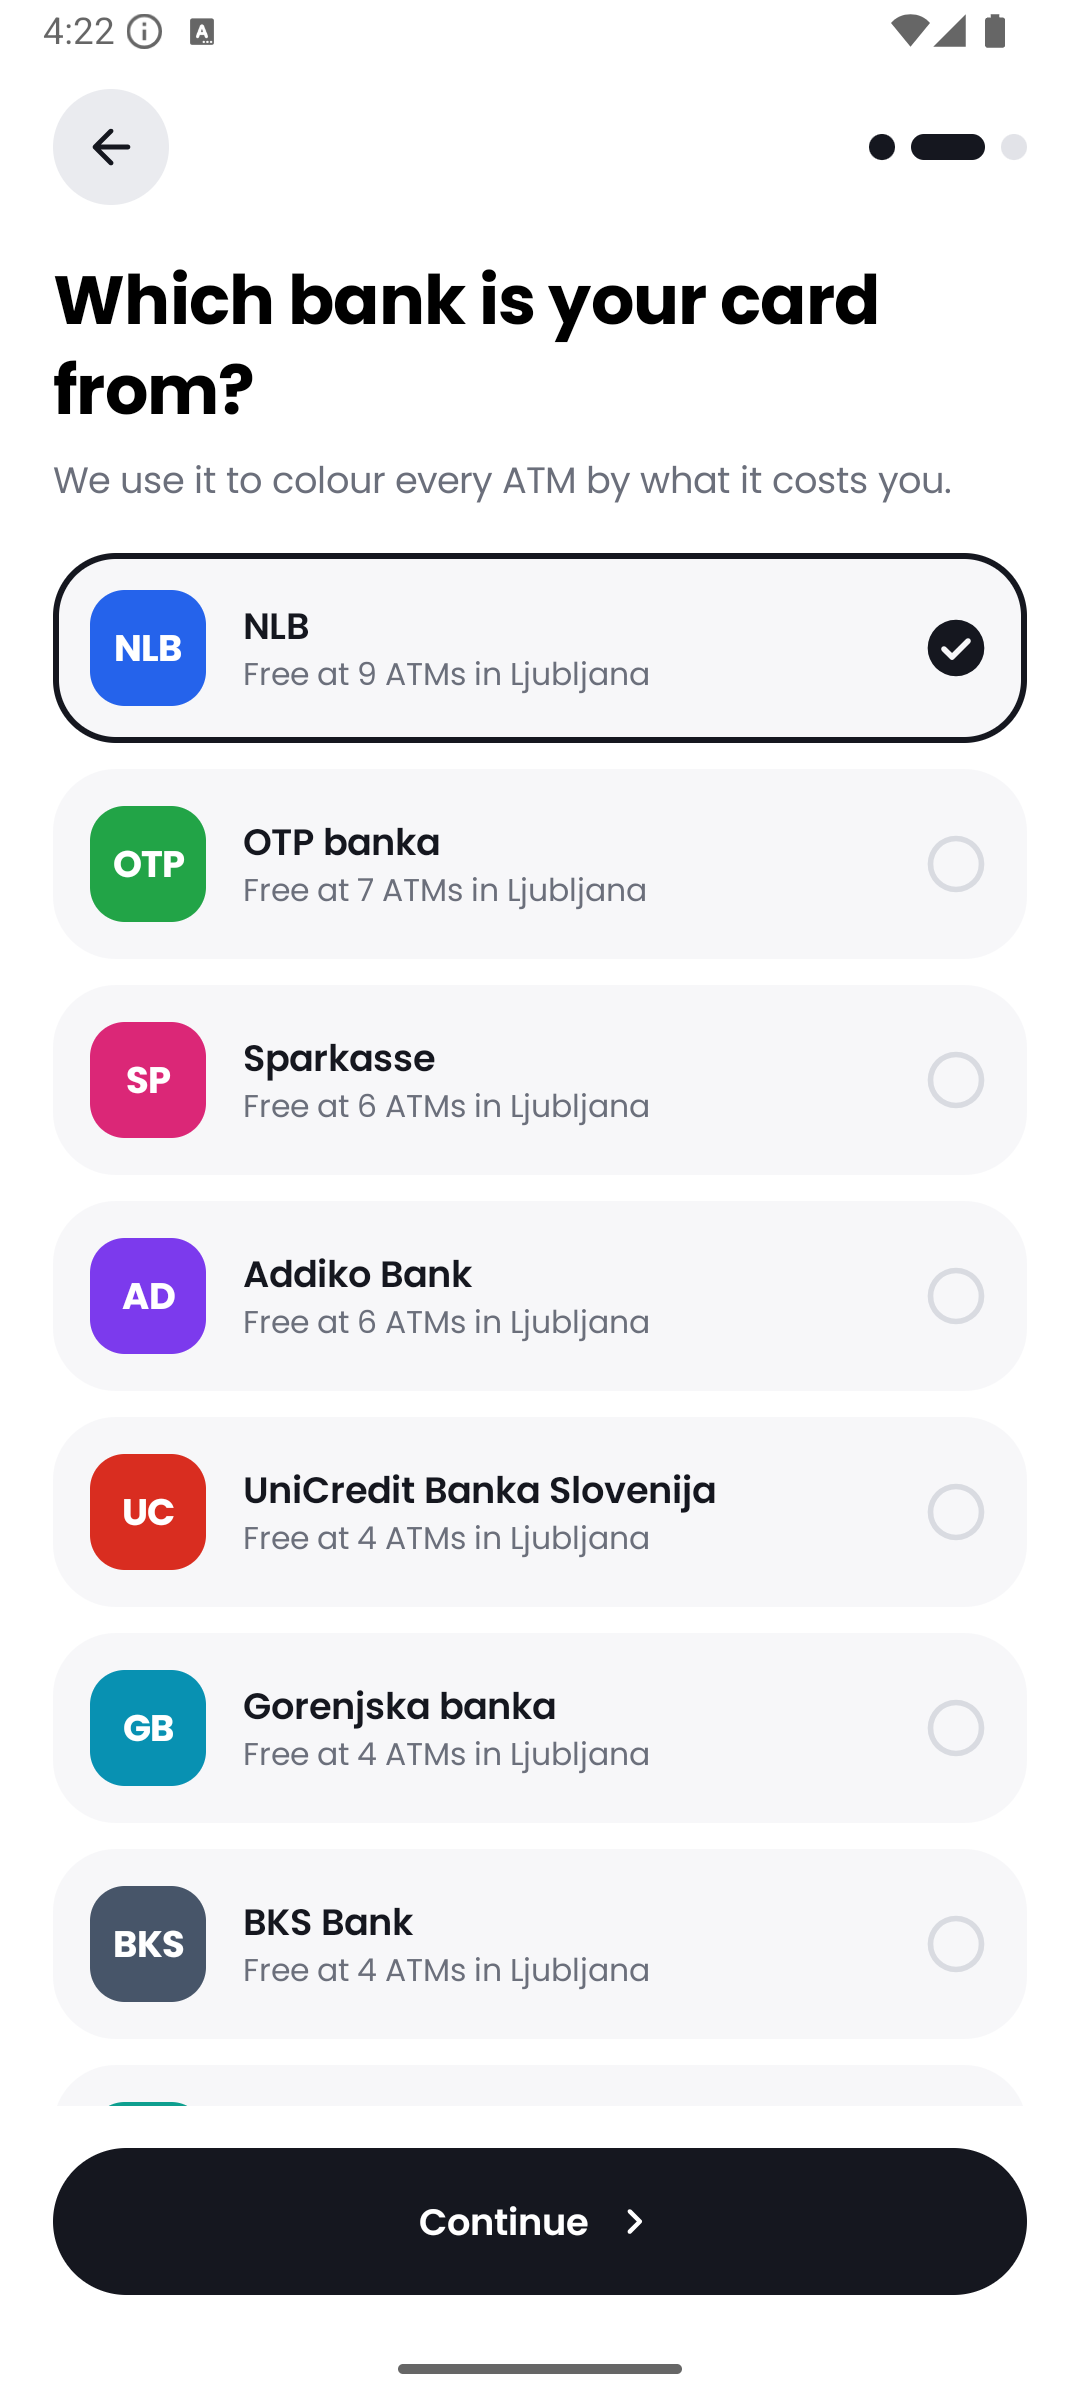 4:22
Which bank is your card
from?
We use it to colour every ATM by what it costs you.
NLB
NLB
Free at 9 ATMs in Ljubljana
OTP
OTP banka
Free at 7 ATMs in Ljubljana
SP
Sparkasse
Free at 6 ATMs in Ljubljana
AD
Addiko Bank
Free at 6 ATMs in Ljubljana
UC
UniCredit Banka Slovenija
Free at 4 ATMs in Ljubljana
GB
Gorenjska banka
Free at 4 ATMs in Ljubljana
BKS
BKS Bank
Free at 4 ATMs in Ljubljana
Continue